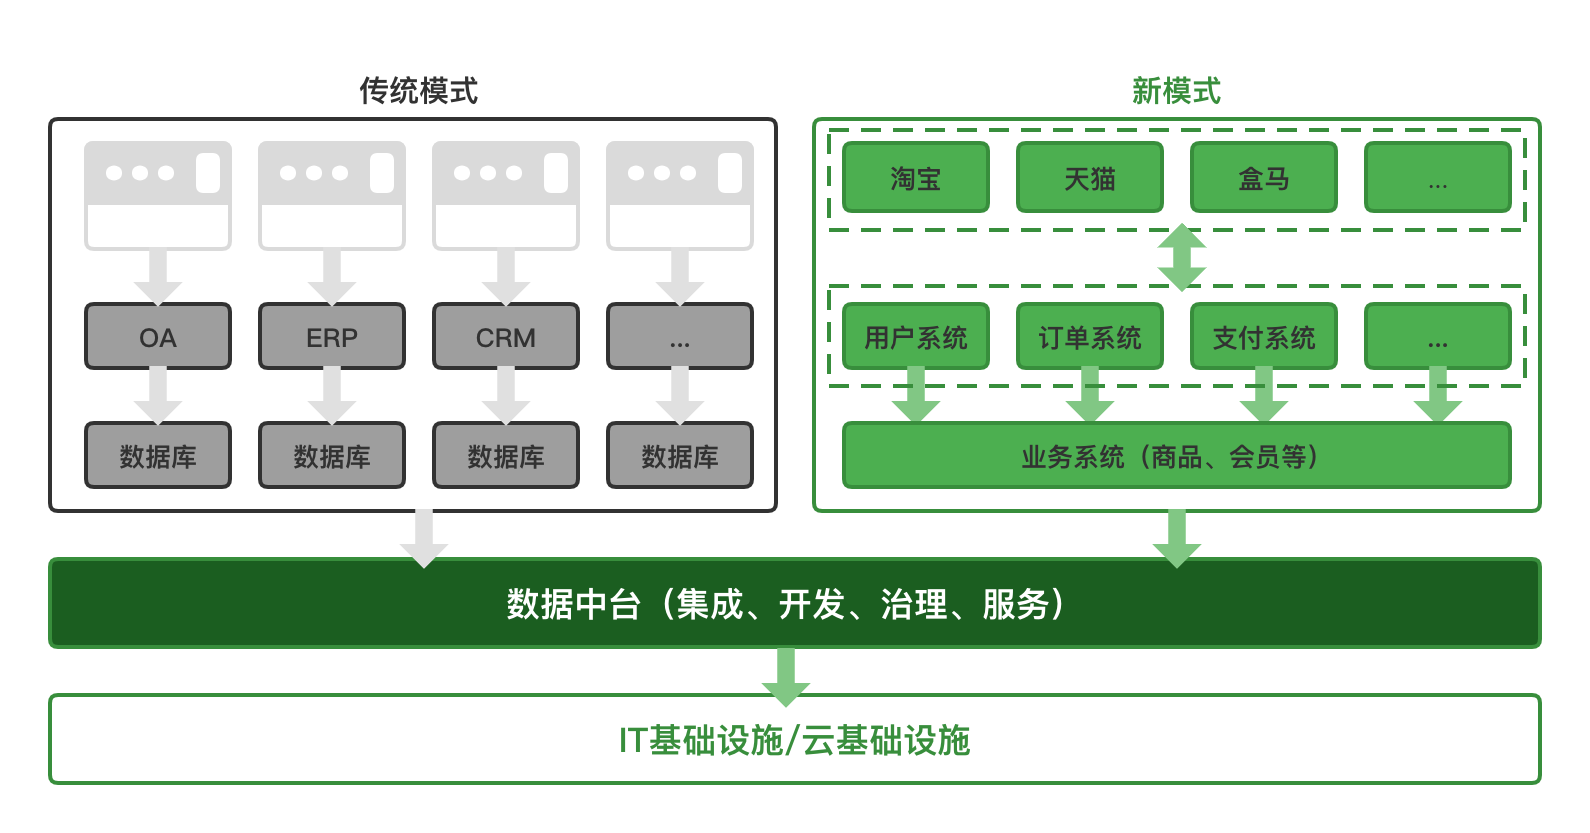 传统模式
新模式
OA
ERP
CRM
...
数据库
数据库
数据库
数据库
淘宝
天猫
盒马
...
用户系统
订单系统
支付系统
...
业务系统（商品、会员等）
数据中台（集成、开发、治理、服务）
IT基础设施/云基础设施